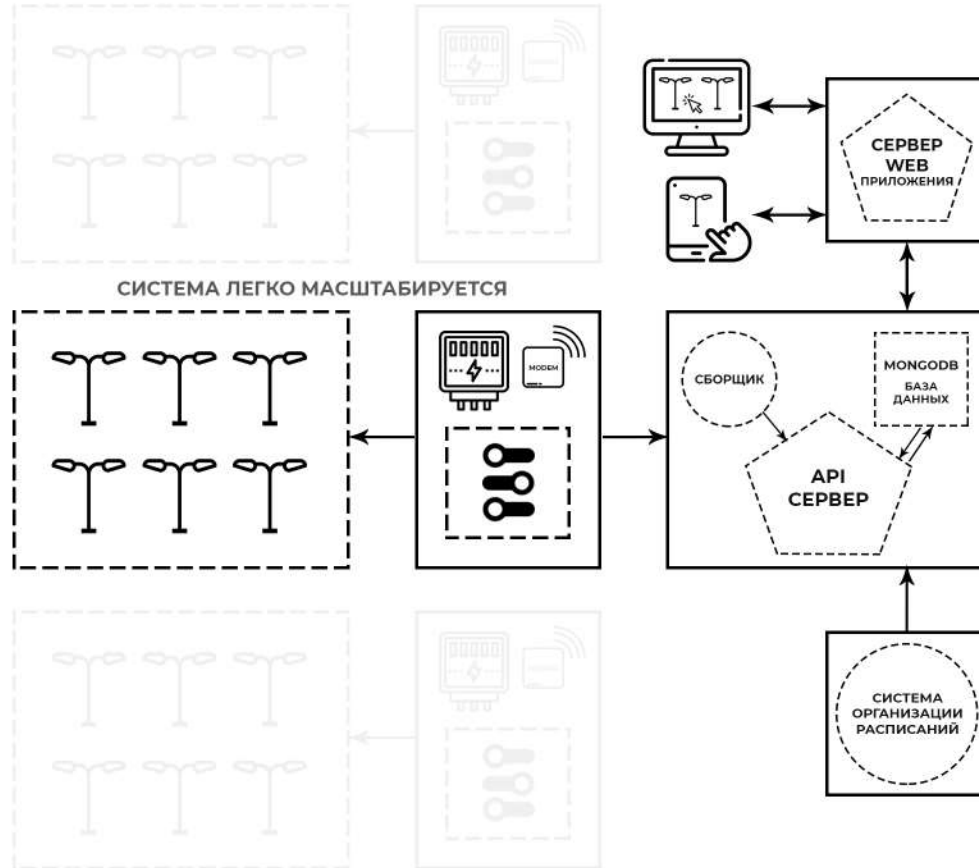 СЕРВЕР
WEB
ПРИЛОЖЕНИЯ
СИСТЕМА ЛЕГКО МАСШТАБИРУЕТСЯ
MODEM
СБОРЩИК
MONGODB
БАЗА
ДАННЫХ
API
СЕРВЕР
СИСТЕМА
ОРГАНИЗАЦИИ
РАСПИСАНИЙ